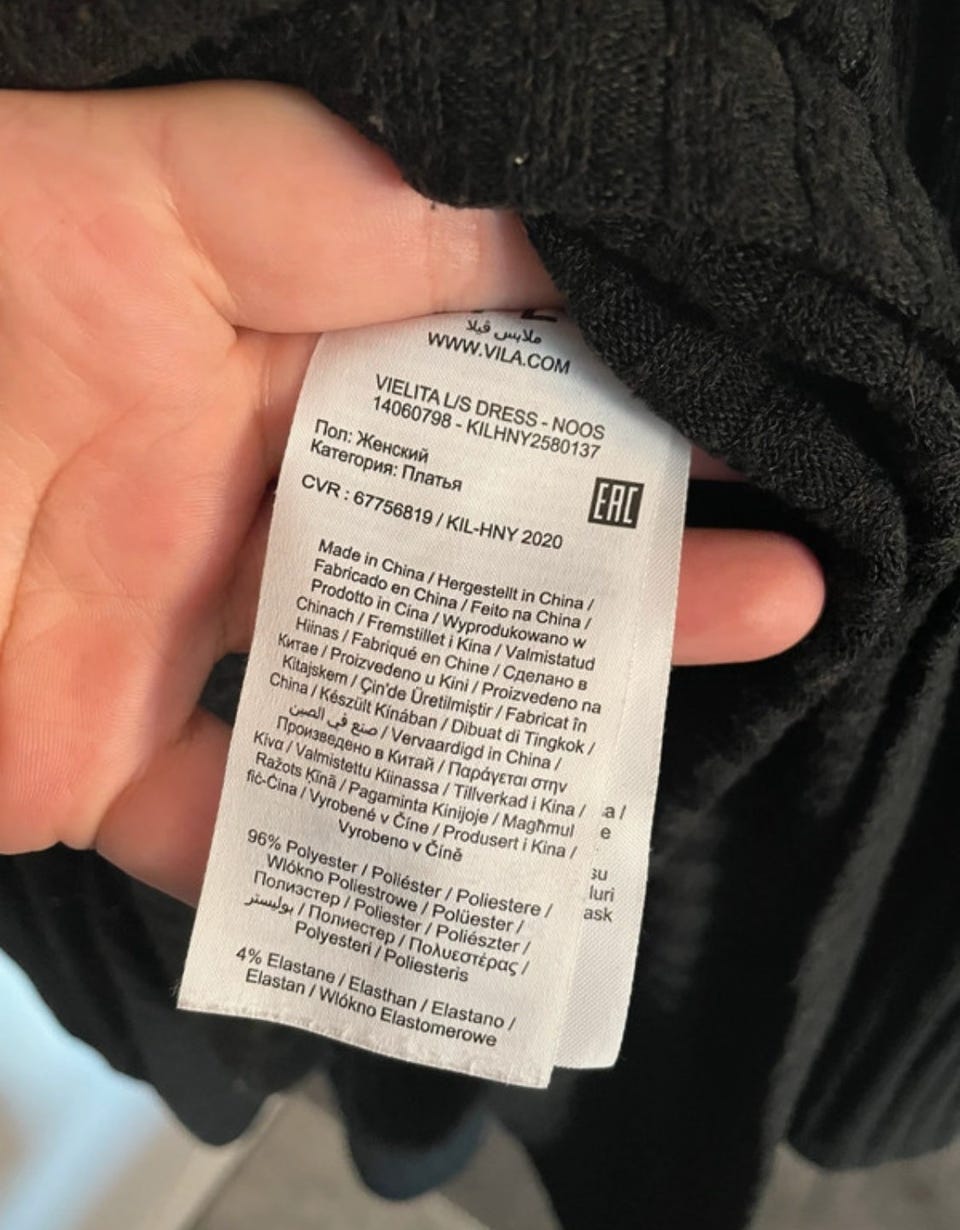 ملابس ڤيلا
WWW.VILA.COM
VIELITA L/S DRESS - NOOS
14060798 - KILHNY2580137
Пол: Женский
Категория: Платья
EAC
CVR : 67756819 / KIL-HNY 2020
Made in China / Hergestellt in China /
Fabricado en China / Feito na China /
Prodotto in Cina / Wyprodukowano w
Chinach / Fremstillet i Kina / Valmistatud
Hiinas / Fabriqué en Chine / Сделано в
Китае / Proizvedeno u Kini / Proizvedeno na
Kitajskem / Çin'de Üretilmiştir / Fabricat în
China / Készült Kínában / Dibuat di Tingkok /
صنع في الصين / Vervaardigd in China /
Произведено в Китай / Παράγεται στην
Κίνα / Valmistettu Kiinassa / Tillverkad i Kina /
Ražots Ķīnā / Pagaminta Kinijoje / Magħmul
fiċ-Ċina / Vyrobené v Číne / Produsert i Kina /
Vyrobeno v Číně
96% Polyester / Poliéster / Poliestere /
Włókno Poliestrowe / Polüester /
Полиэстер / Poliester / Poliészter /
بوليستر / Полиестер / Πολυεστέρας /
Polyesteri / Poliesteris
4% Elastane / Elasthan / Elastano /
Elastan / Włókno Elastomerowe
a /
e
su
luri
ask